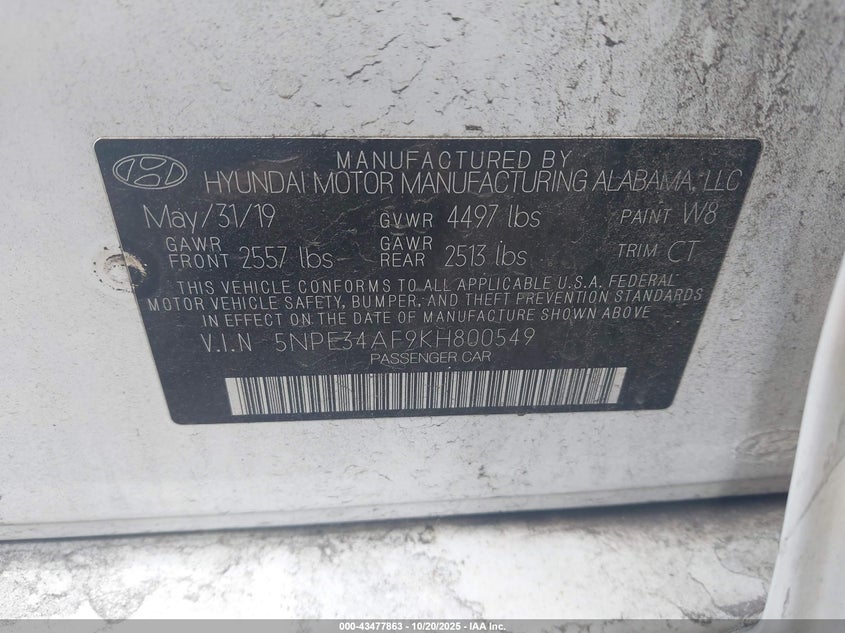 MANUFACTURED BY
HYUNDAI MOTOR MANUFACTURING ALABAMA, LLC
May/31/19 GVWR 4497 lbs PAINT W8
GAWR FRONT 2557 lbs GAWR REAR 2513 lbs TRIM CT
THIS VEHICLE CONFORMS TO ALL APPLICABLE U.S.A. FEDERAL
MOTOR VEHICLE SAFETY, BUMPER, AND THEFT PREVENTION STANDARDS
IN EFFECT ON THE DATE OF MANUFACTURE SHOWN ABOVE
V.I.N 5NPE34AF9KH800549
PASSENGER CAR
000-43477863 - 10/20/2025 - IAA Inc.